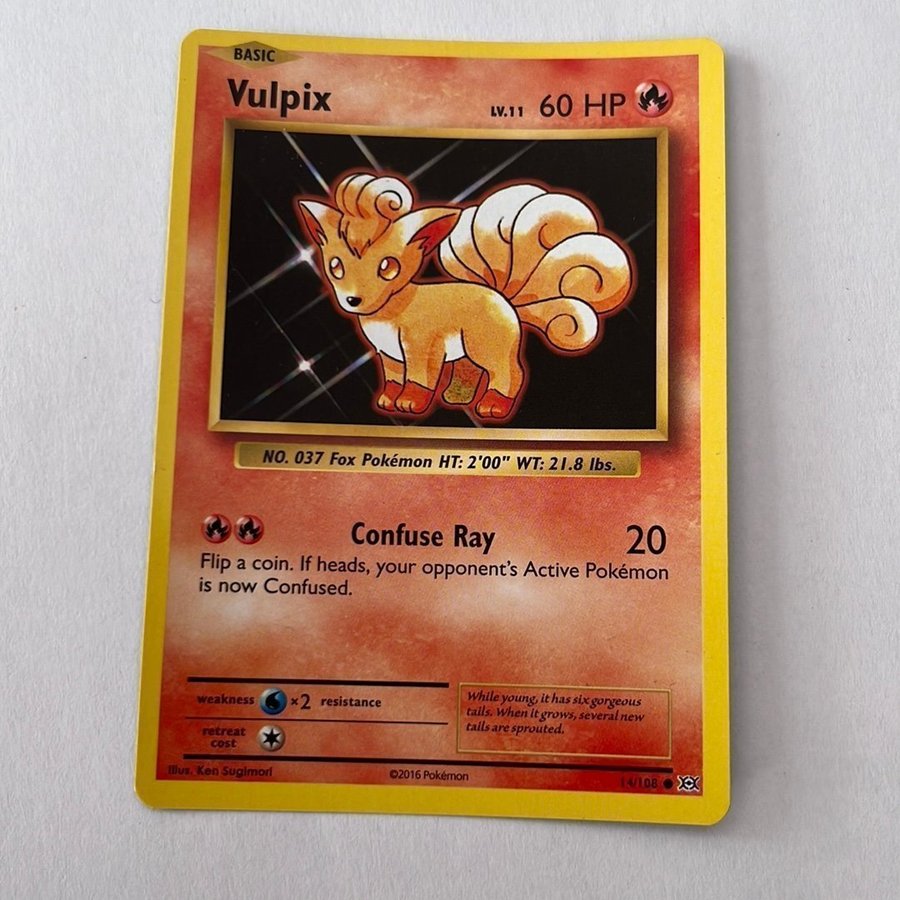 BASIC
Vulpix LV.11 60 HP
NO. 037 Fox Pokémon HT: 2'00" WT: 21.8 lbs.
Confuse Ray 20
Flip a coin. If heads, your opponent's Active Pokémon
is now Confused.
weakness ×2 resistance
retreat
cost
While young, it has six gorgeous
tails. When it grows, several new
tails are sprouted.
Illus. Ken Sugimori ©2016 Pokémon 14/108